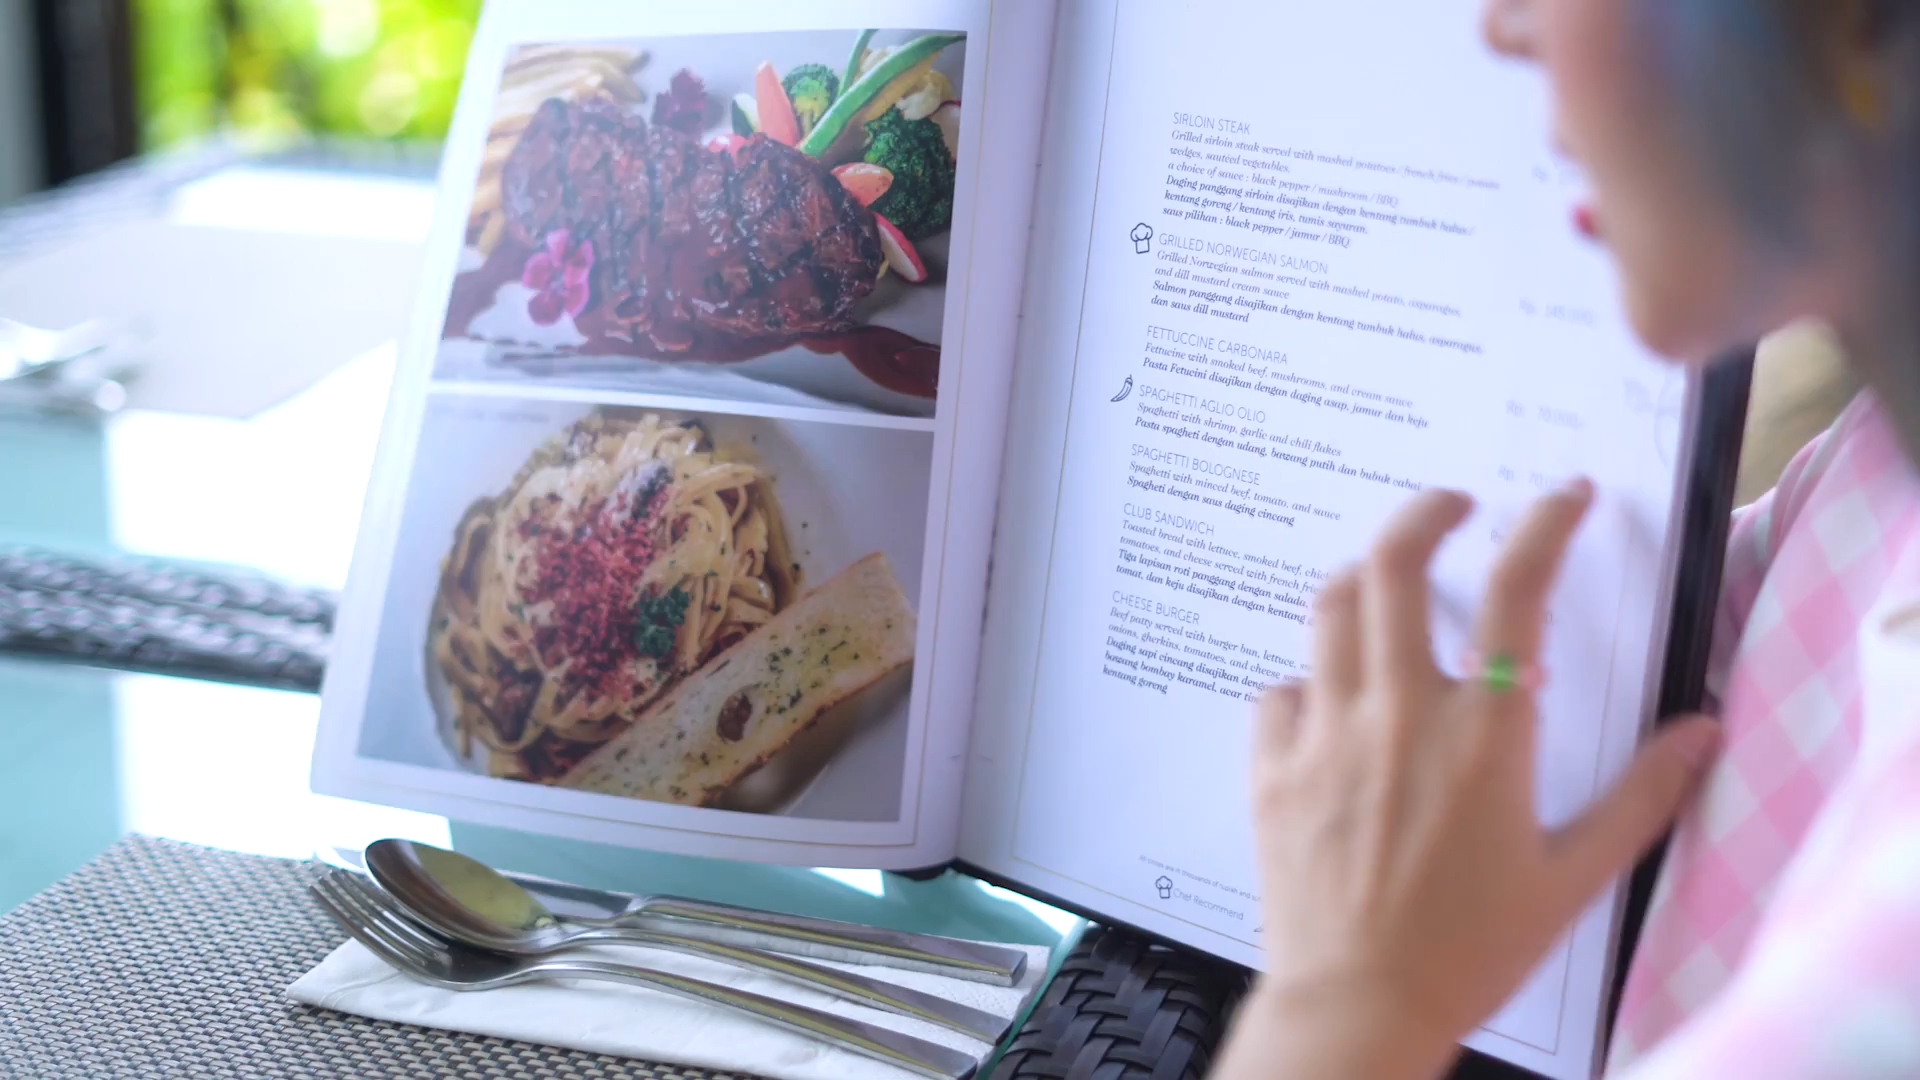 SIRLOIN STEAK
Grilled sirloin steak served with mashed potatoes / french fries / potato
wedges, sautéed vegetables.
a choice of sauce : black pepper / mushroom / BBQ
Daging panggang sirloin disajikan dengan kentang tumbuk halus /
kentang goreng / kentang iris, tumis sayuran.
saus pilihan : black pepper / jamur / BBQ
GRILLED NORWEGIAN SALMON
Grilled Norwegian salmon served with mashed potato, asparagus,
and dill mustard cream sauce
Salmon panggang disajikan dengan kentang tumbuk halus, asparagus,
dan saus dill mustard
FETTUCCINE CARBONARA
Fettucine with smoked beef, mushrooms, and cream sauce
Pasta Fetucini disajikan dengan daging asap, jamur dan keju
Rp. 70.000,-
SPAGHETTI AGLIO OLIO
Spaghetti with shrimp, garlic and chili flakes
Pasta spagheti dengan udang, bawang putih dan bubuk cabai
Rp.
SPAGHETTI BOLOGNESE
Spaghetti with minced beef, tomato, and sauce
Spagheti dengan saus daging cincang
CLUB SANDWICH
Toasted bread with lettuce, smoked beef,
tomatoes, and cheese served with french
Tiga lapisan roti panggang dengan salada,
tomat, dan keju disajikan dengan kentang
CHEESE BURGER
Beef patty served with burger bun, lettuce,
onions, gherkins, tomatoes, and cheese
Daging sapi cincang disajikan
bawang bombay karamel, acar
kentang goreng
All prices are in thousands of rupiah and
Chef Recommend